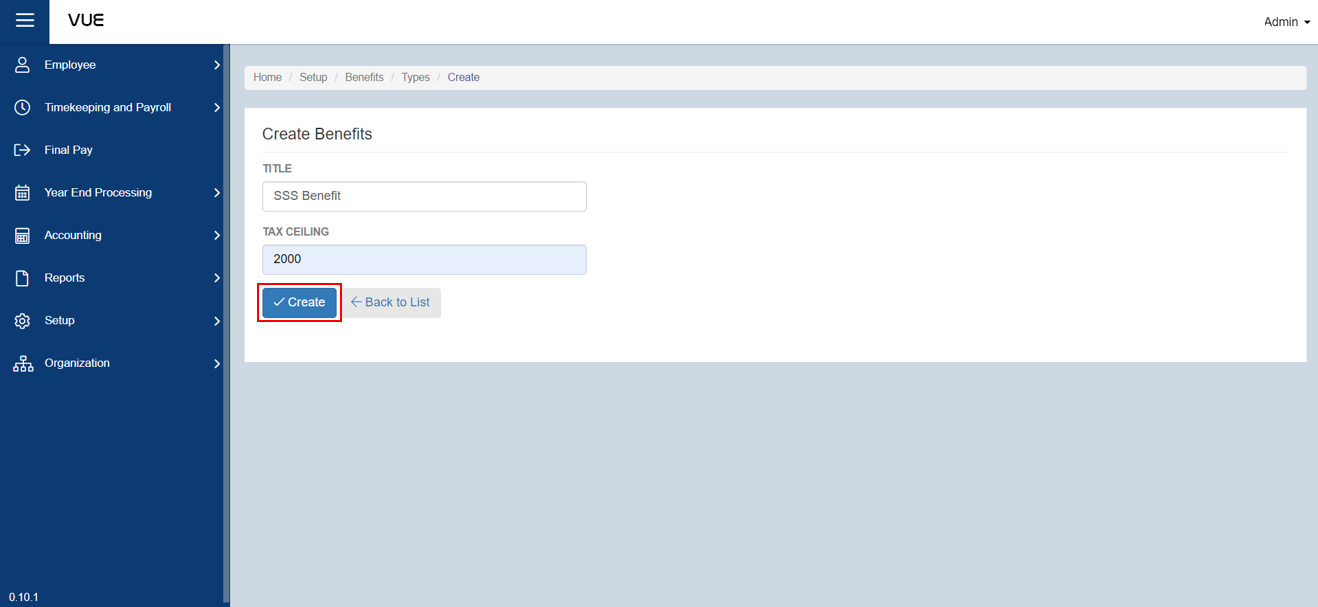 VUE
Admin
Employee
Timekeeping and Payroll
Final Pay
Year End Processing
Accounting
Reports
Setup
Organization
0.10.1
Home / Setup / Benefits / Types / Create
Create Benefits
TITLE
SSS Benefit
TAX CEILING
2000
Create
Back to List